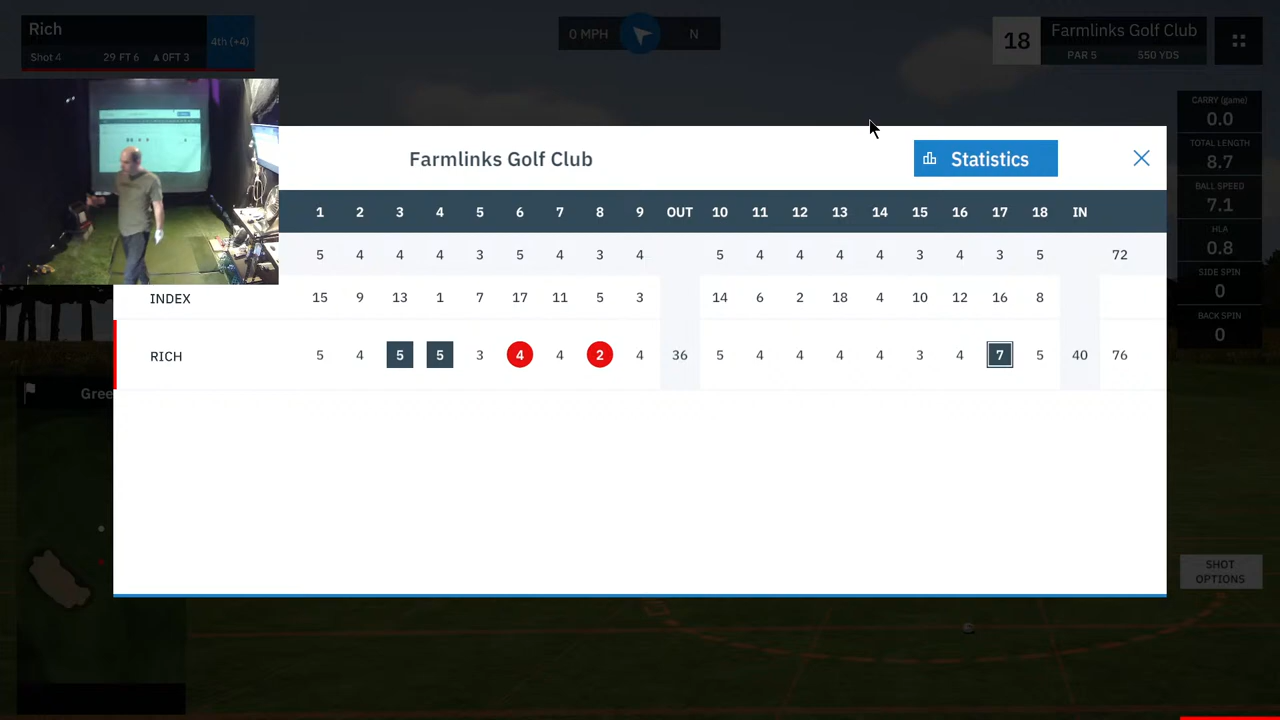 Rich
4th (+4)
Shot 4 29 FT 6 ▲0FT 3
0 MPH N
18 Farmlinks Golf Club
PAR 5 550 YDS
CARRY (game)
0.0
TOTAL LENGTH
8.7
BALL SPEED
7.1
HLA
0.8
SIDE SPIN
0
BACK SPIN
0
Farmlinks Golf Club
Statistics
1 2 3 4 5 6 7 8 9 OUT 10 11 12 13 14 15 16 17 18 IN
5 4 4 4 3 5 4 3 4 5 4 4 4 4 3 4 3 5 72
INDEX 15 9 13 1 7 17 11 5 3 14 6 2 18 4 10 12 16 8
RICH 5 4 5 5 3 4 4 2 4 36 5 4 4 4 4 3 4 7 5 40 76
Gree
SHOT
OPTIONS